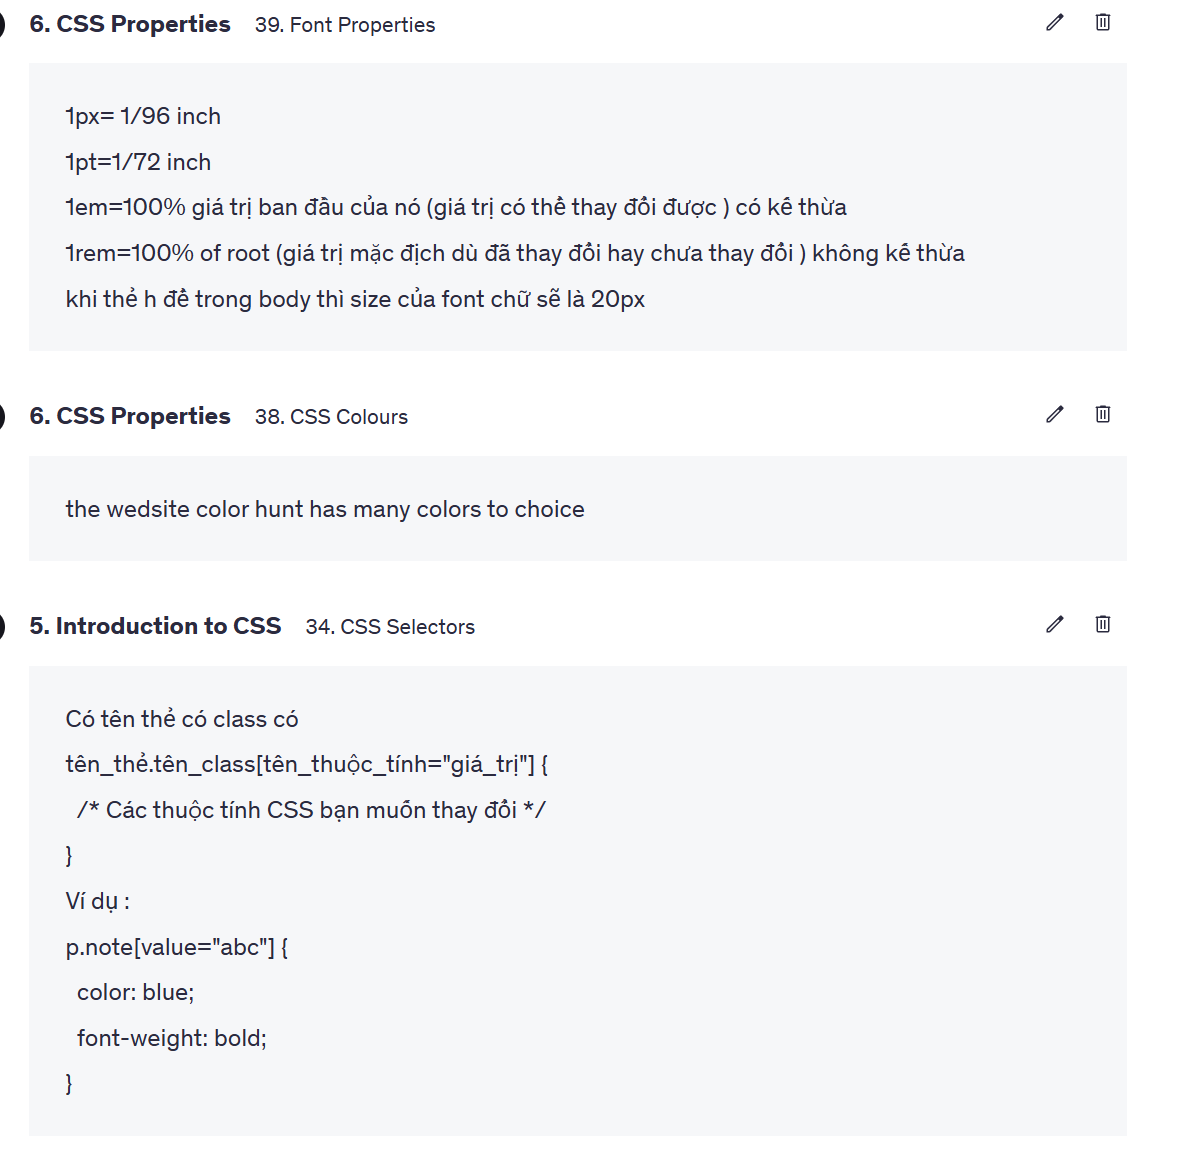 6. CSS Properties 39. Font Properties
1px= 1/96 inch
1pt=1/72 inch
1em=100% giá trị ban đầu của nó (giá trị có thể thay đổi được ) có kế thừa
1rem=100% of root (giá trị mặc địch dù đã thay đổi hay chưa thay đổi ) không kế thừa
khi thẻ h để trong body thì size của font chữ sẽ là 20px
6. CSS Properties 38. CSS Colours
the wedsite color hunt has many colors to choice
5. Introduction to CSS 34. CSS Selectors
Có tên thẻ có class có
tên_thẻ.tên_class[tên_thuộc_tính="giá_trị"] {
/* Các thuộc tính CSS bạn muốn thay đổi */
}
Ví dụ :
p.note[value="abc"] {
color: blue;
font-weight: bold;
}